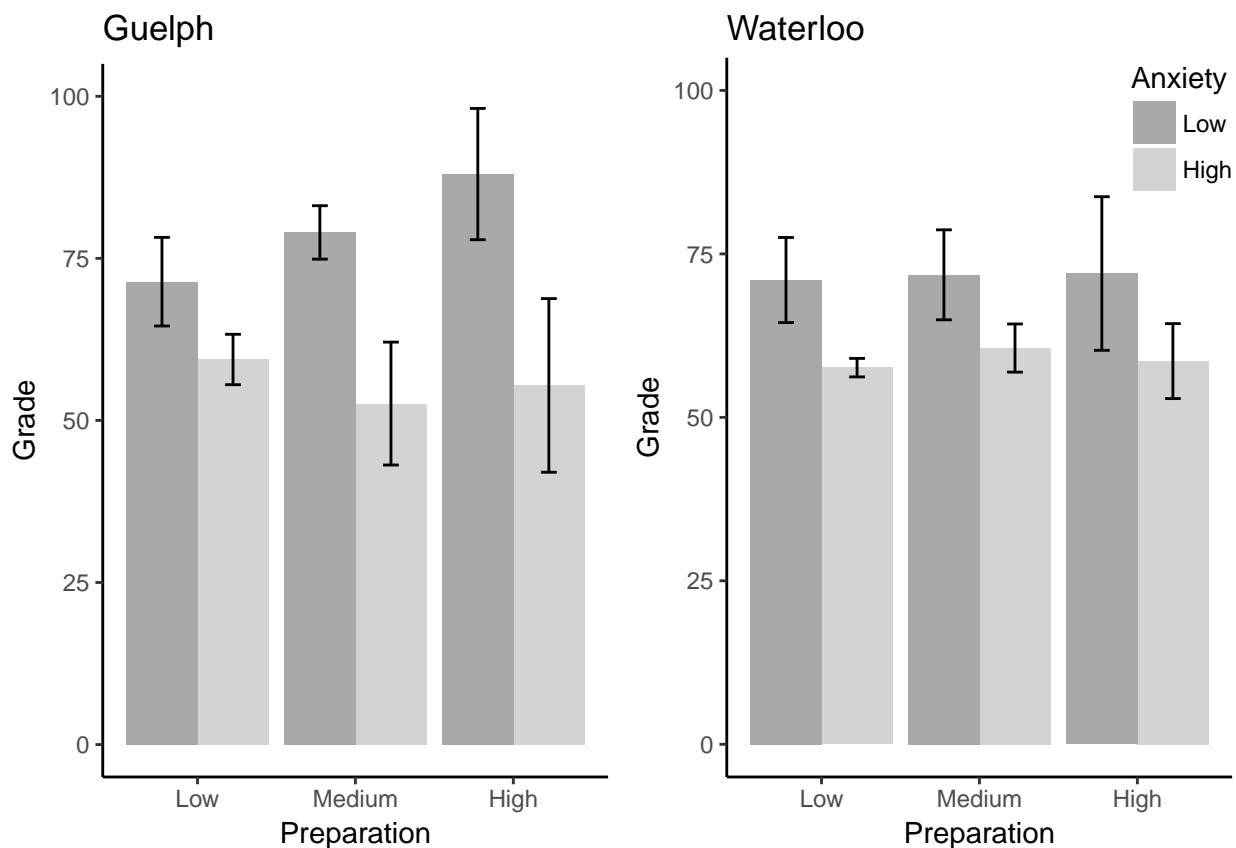 Guelph
100
75
50
25
0
Grade
Low Medium High
Preparation
Waterloo
100
75
50
25
0
Grade
Low Medium High
Preparation
Anxiety
Low
High